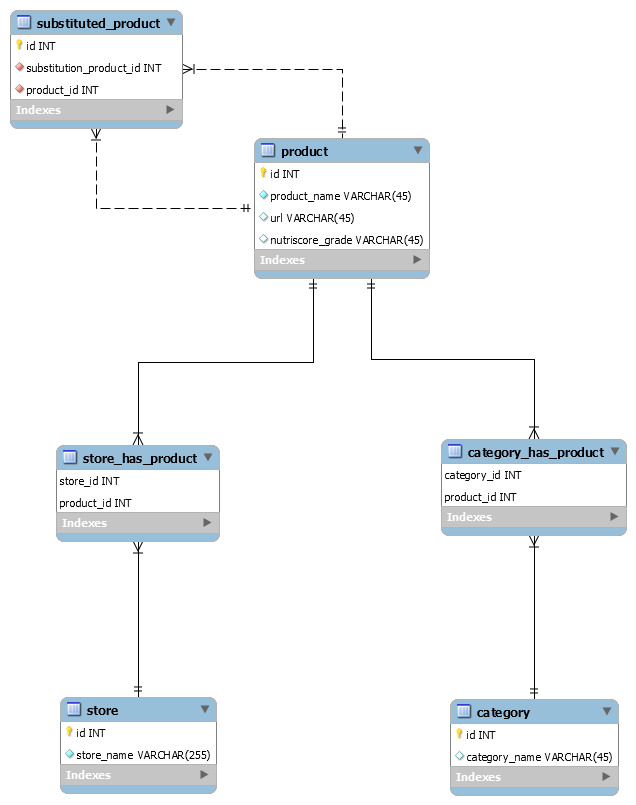 substituted_product
id INT
substitution_product_id INT
product_id INT
Indexes
product
id INT
product_name VARCHAR(45)
url VARCHAR(45)
nutriscore_grade VARCHAR(45)
Indexes
store_has_product
store_id INT
product_id INT
Indexes
category_has_product
category_id INT
product_id INT
Indexes
store
id INT
store_name VARCHAR(255)
Indexes
category
id INT
category_name VARCHAR(45)
Indexes